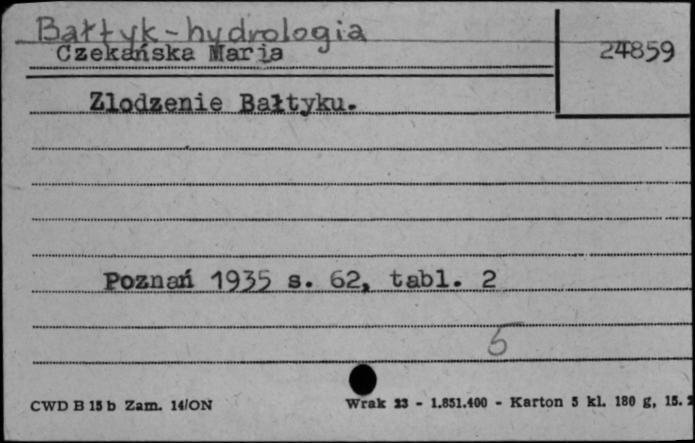 Bałtyk-hydrologia
Czekańska Maria
24859
Zlodzenie Bałtyku.
Poznań 1935 s. 62, tabl. 2
5
CWD B 15 b Zam. 14/ON
Wrak 23 - 1.851.400 - Karton 5 kl. 180 g, 15.